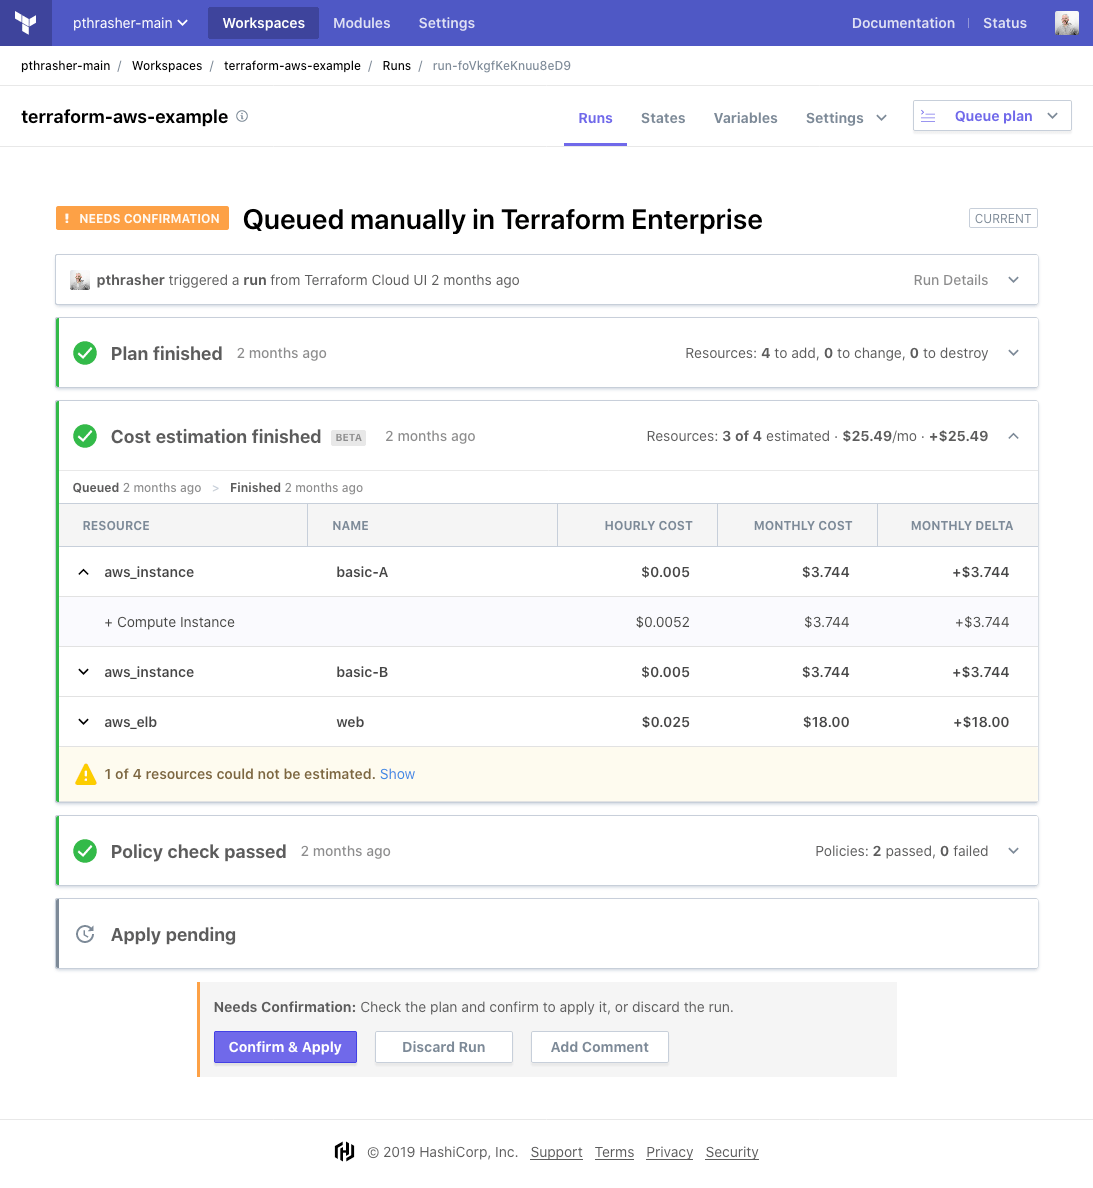 pthrasher-main Workspaces Modules Settings Documentation | Status
pthrasher-main / Workspaces / terraform-aws-example / Runs / run-foVkgfKeKnuu8eD9
terraform-aws-example Runs States Variables Settings Queue plan
! NEEDS CONFIRMATION Queued manually in Terraform Enterprise CURRENT
pthrasher triggered a run from Terraform Cloud UI 2 months ago Run Details
Plan finished 2 months ago Resources: 4 to add, 0 to change, 0 to destroy
Cost estimation finished BETA 2 months ago Resources: 3 of 4 estimated · $25.49/mo · +$25.49
Queued 2 months ago > Finished 2 months ago
RESOURCE NAME HOURLY COST MONTHLY COST MONTHLY DELTA
aws_instance basic-A $0.005 $3.744 +$3.744
+ Compute Instance $0.0052 $3.744 +$3.744
aws_instance basic-B $0.005 $3.744 +$3.744
aws_elb web $0.025 $18.00 +$18.00
1 of 4 resources could not be estimated. Show
Policy check passed 2 months ago Policies: 2 passed, 0 failed
Apply pending
Needs Confirmation: Check the plan and confirm to apply it, or discard the run.
Confirm & Apply Discard Run Add Comment
© 2019 HashiCorp, Inc. Support Terms Privacy Security